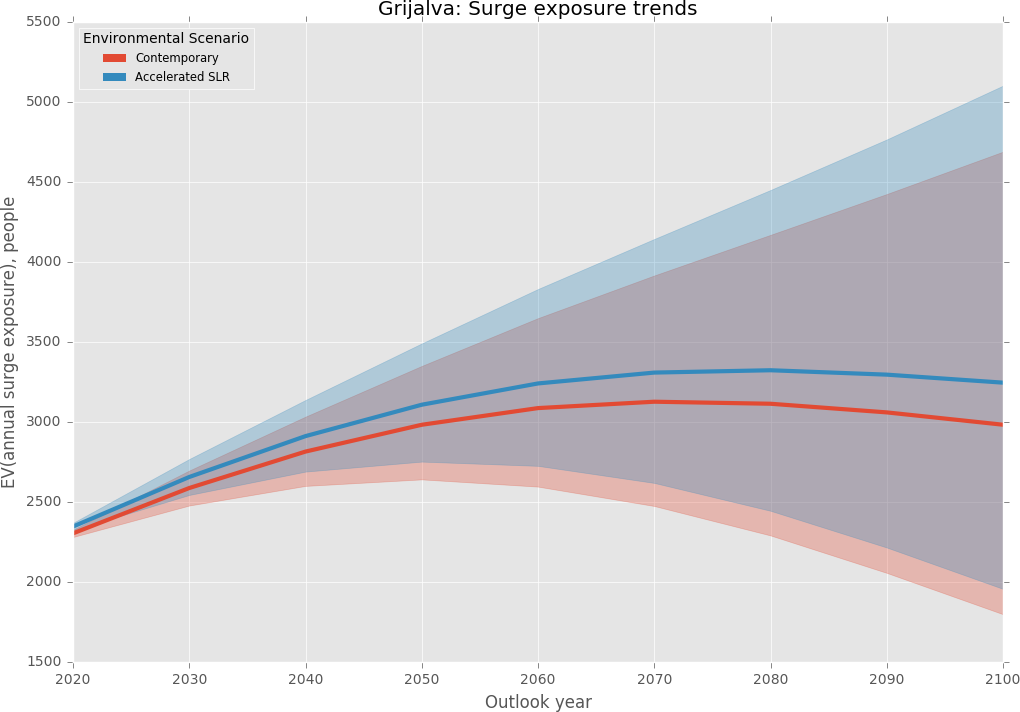 Grijalva: Surge exposure trends
Environmental Scenario
Contemporary
Accelerated SLR
EV(annual surge exposure), people
5500
5000
4500
4000
3500
3000
2500
2000
1500
2020 2030 2040 2050 2060 2070 2080 2090 2100
Outlook year